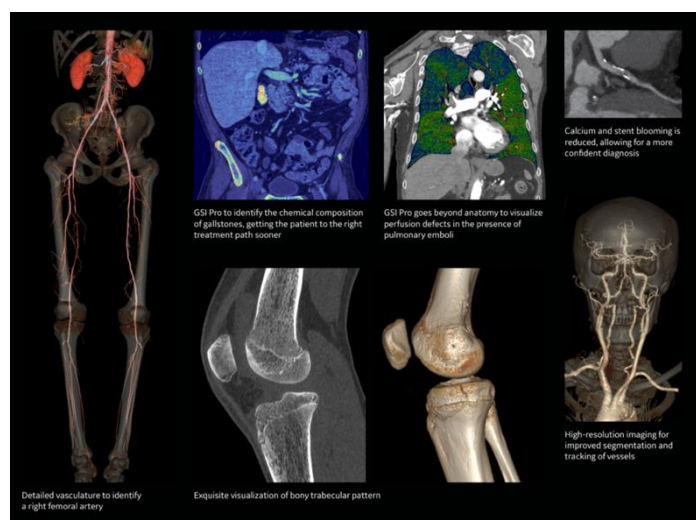 GSI Pro to identify the chemical composition
of gallstones, getting the patient to the right
treatment path sooner
GSI Pro goes beyond anatomy to visualize
perfusion defects in the presence of
pulmonary emboli
Calcium and stent blooming is
reduced, allowing for a more
confident diagnosis
Detailed vasculature to identify
a right femoral artery
Exquisite visualization of bony trabecular pattern
High-resolution imaging for
improved segmentation and
tracking of vessels